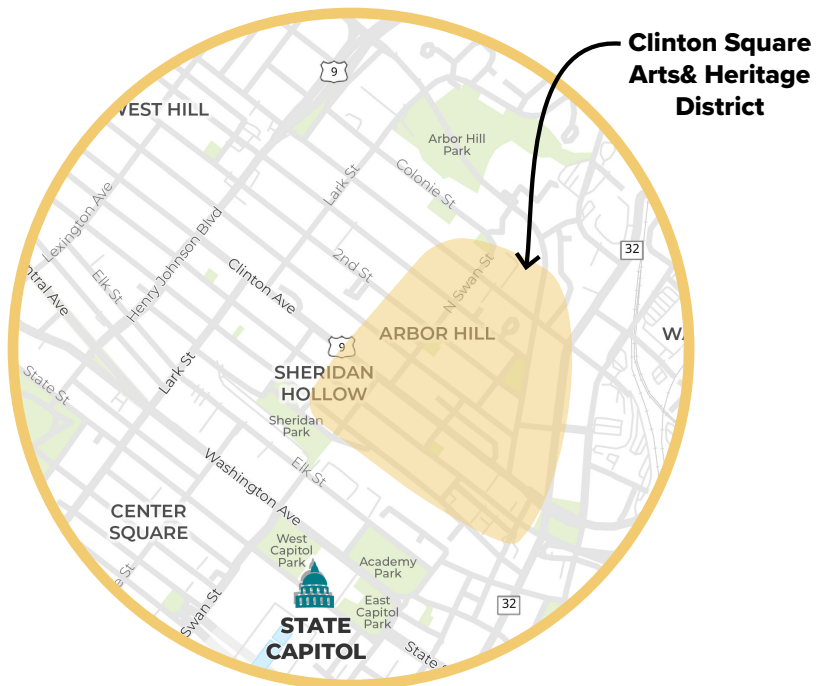 Clinton Square
Arts& Heritage
District
9
WEST HILL
Arbor Hill
Park
Colonie St
Lark St
Lexington Ave
Henry Johnson Blvd
32
2nd St
N Swan St
Clinton Ave
Elk St
ntral Ave
ARBOR HILL
9
WA
SHERIDAN
HOLLOW
Lark St
State St
Sheridan
Park
Elk St
Washington Ave
CENTER
SQUARE
West
Capitol
Park
Academy
Park
e St
Swan St
East
Capitol
Park
32
STATE
CAPITOL
State S